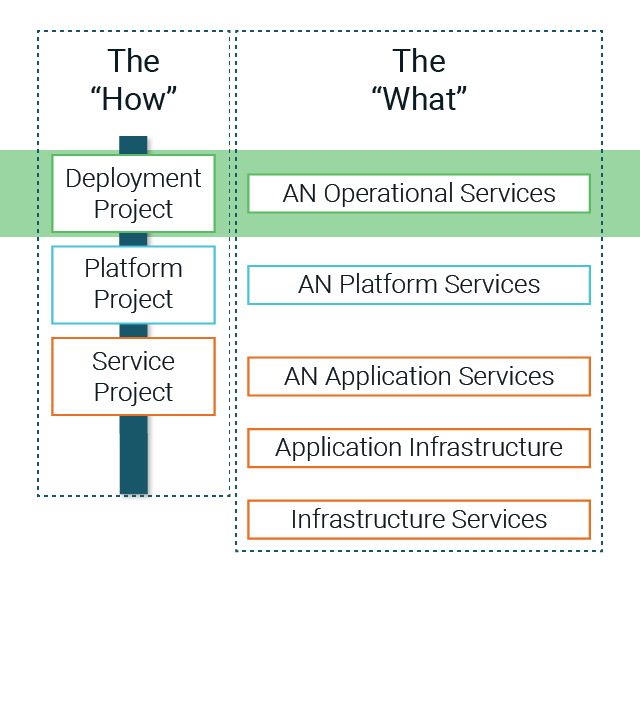 The
“How”
The
“What”
Deployment
Project
AN Operational Services
Platform
Project
AN Platform Services
Service
Project
AN Application Services
Application Infrastructure
Infrastructure Services